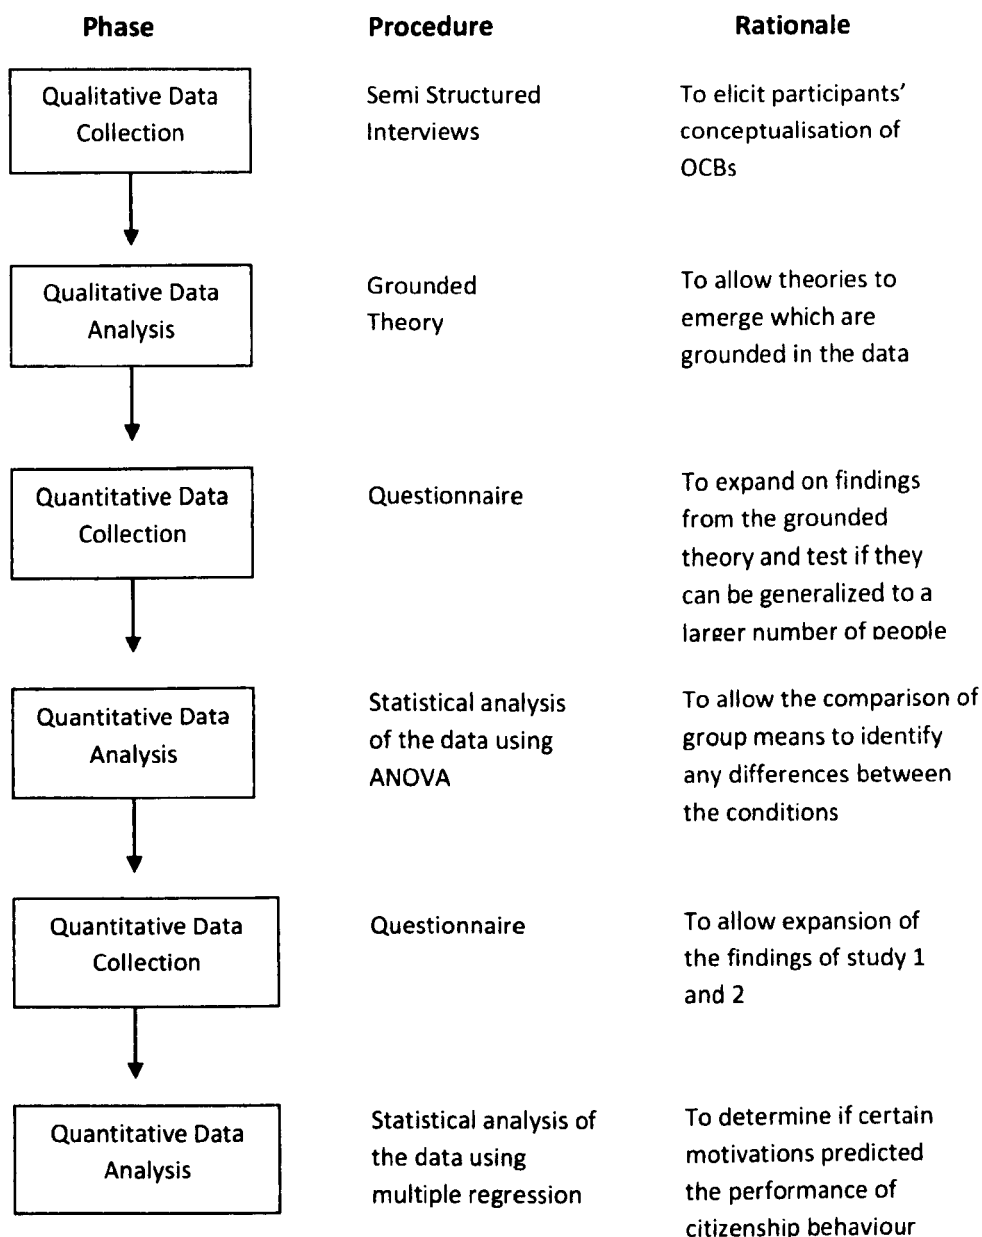 Phase
Procedure
Rationale
Qualitative Data
Collection
Semi Structured
Interviews
To elicit participants'
conceptualisation of
OCBs
Qualitative Data
Analysis
Grounded
Theory
To allow theories to
emerge which are
grounded in the data
Quantitative Data
Collection
Questionnaire
To expand on findings
from the grounded
theory and test if they
can be generalized to a
larger number of people
Quantitative Data
Analysis
Statistical analysis
of the data using
ANOVA
To allow the comparison of
group means to identify
any differences between
the conditions
Quantitative Data
Collection
Questionnaire
To allow expansion of
the findings of study 1
and 2
Quantitative Data
Analysis
Statistical analysis of
the data using
multiple regression
To determine if certain
motivations predicted
the performance of
citizenship behaviour